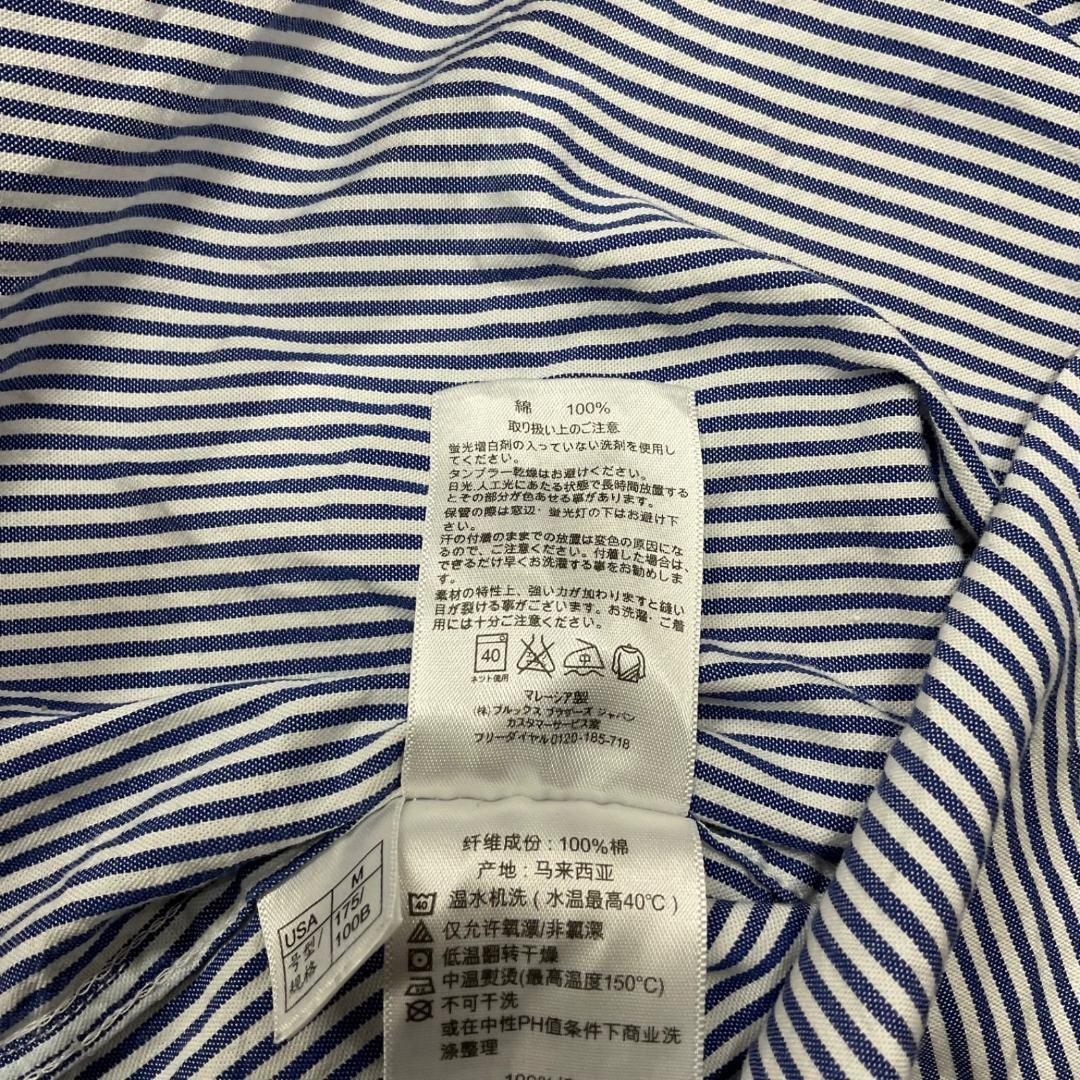 綿 100%
取り扱い上のご注意
蛍光増白剤の入っていない洗剤を使用し
てください。
タンブラー乾燥はお避けください。
日光、人工光にあたる状態で長時間放置する
とその部分が色あせる事があります。
保管の際は窓辺・蛍光灯の下はお避け下
さい。
汗の付着のままでの放置は変色の原因にな
るので、ご注意ください。付着した場合は、
できるだけ早くお洗濯する事をお勧めしま
す。
素材の特性上、強い力が加わりますと縫い
目が裂ける事がございます。お洗濯・ご着
用には十分ご注意ください。
40
中
ネット使用
マレーシア製
(株)ブルックス ブラザーズ ジャパン
カスタマーサービス室
フリーダイヤル0120-185-718
纤维成份 : 100%棉
产地 : 马来西亚
40 温水机洗 ( 水温最高40℃ )
仅允许氧漂/非氯漂
低温翻转干燥
中温熨烫(最高温度150℃)
不可干洗
或在中性PH值条件下商业洗
涤整理
USA M
号型/ 175/
规格 100B